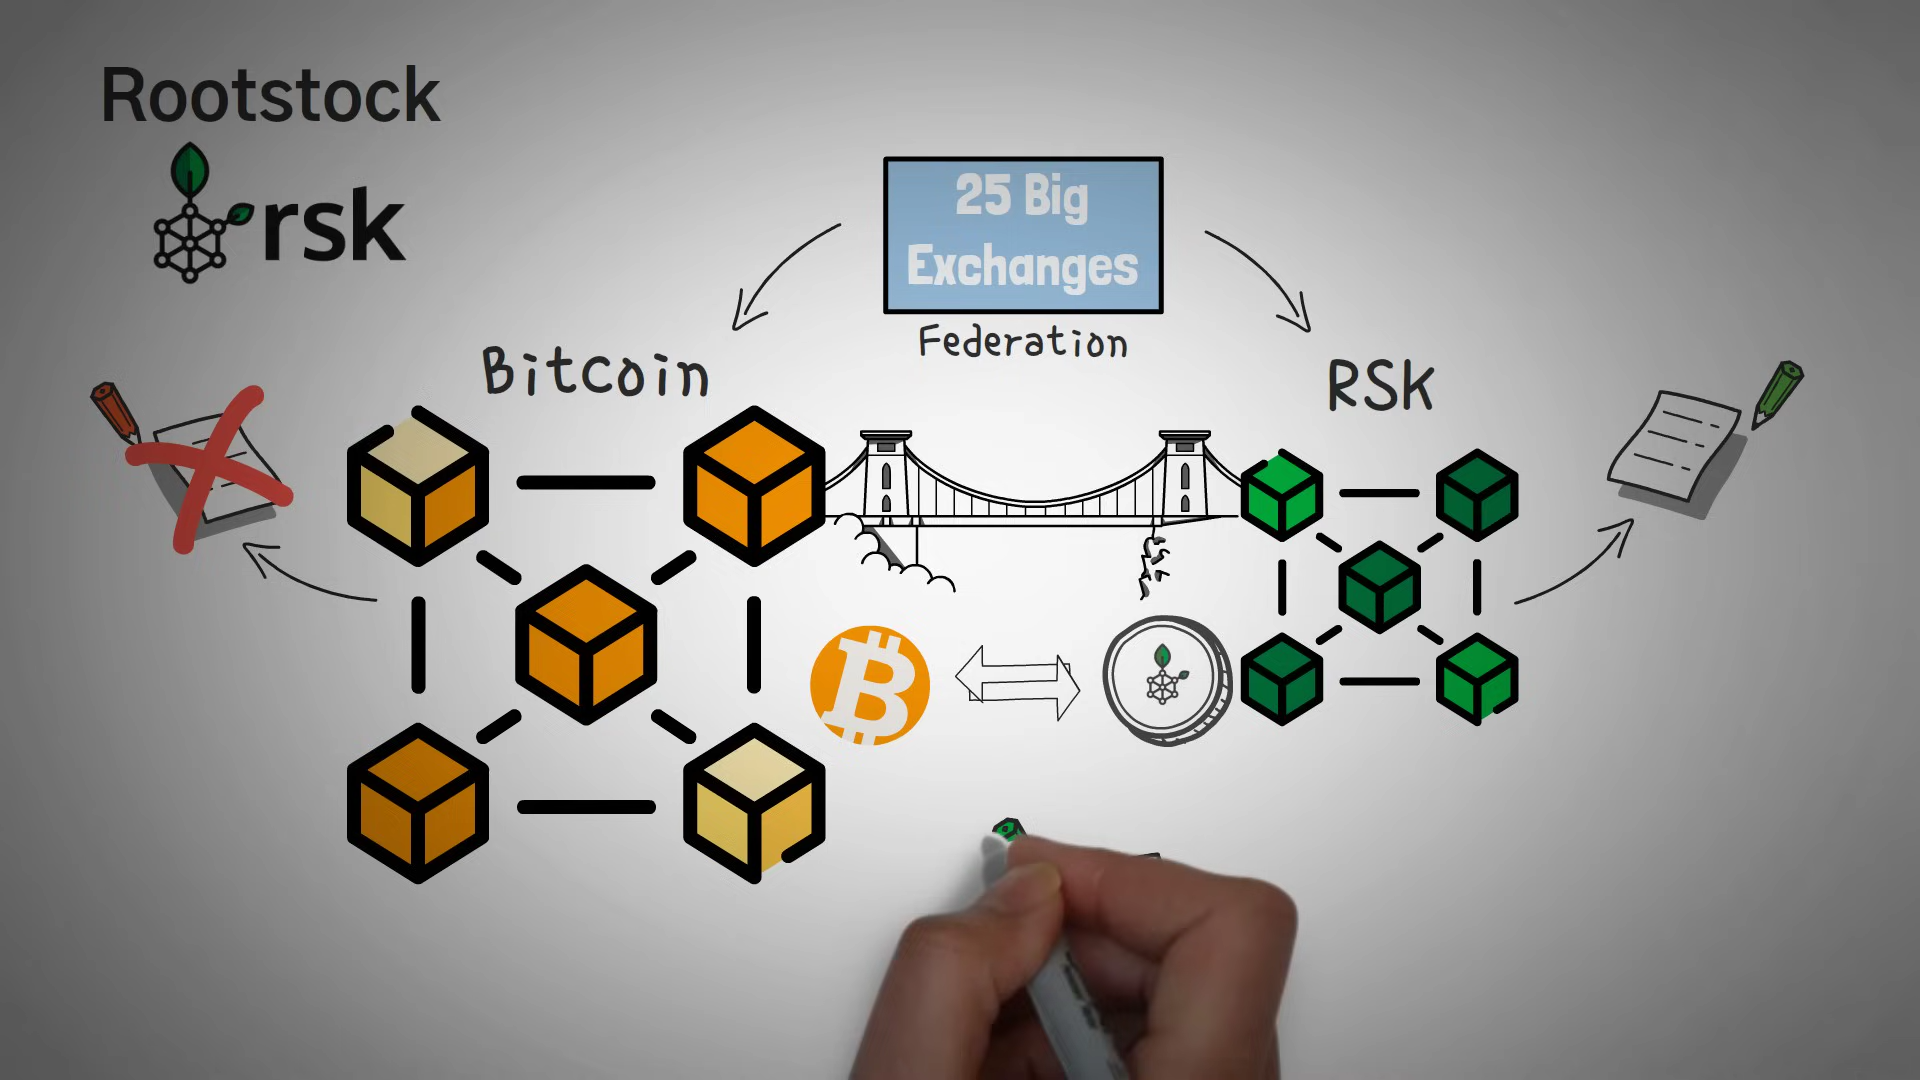 Rootstock
rsk
25 Big
Exchanges
Federation
Bitcoin
RSK